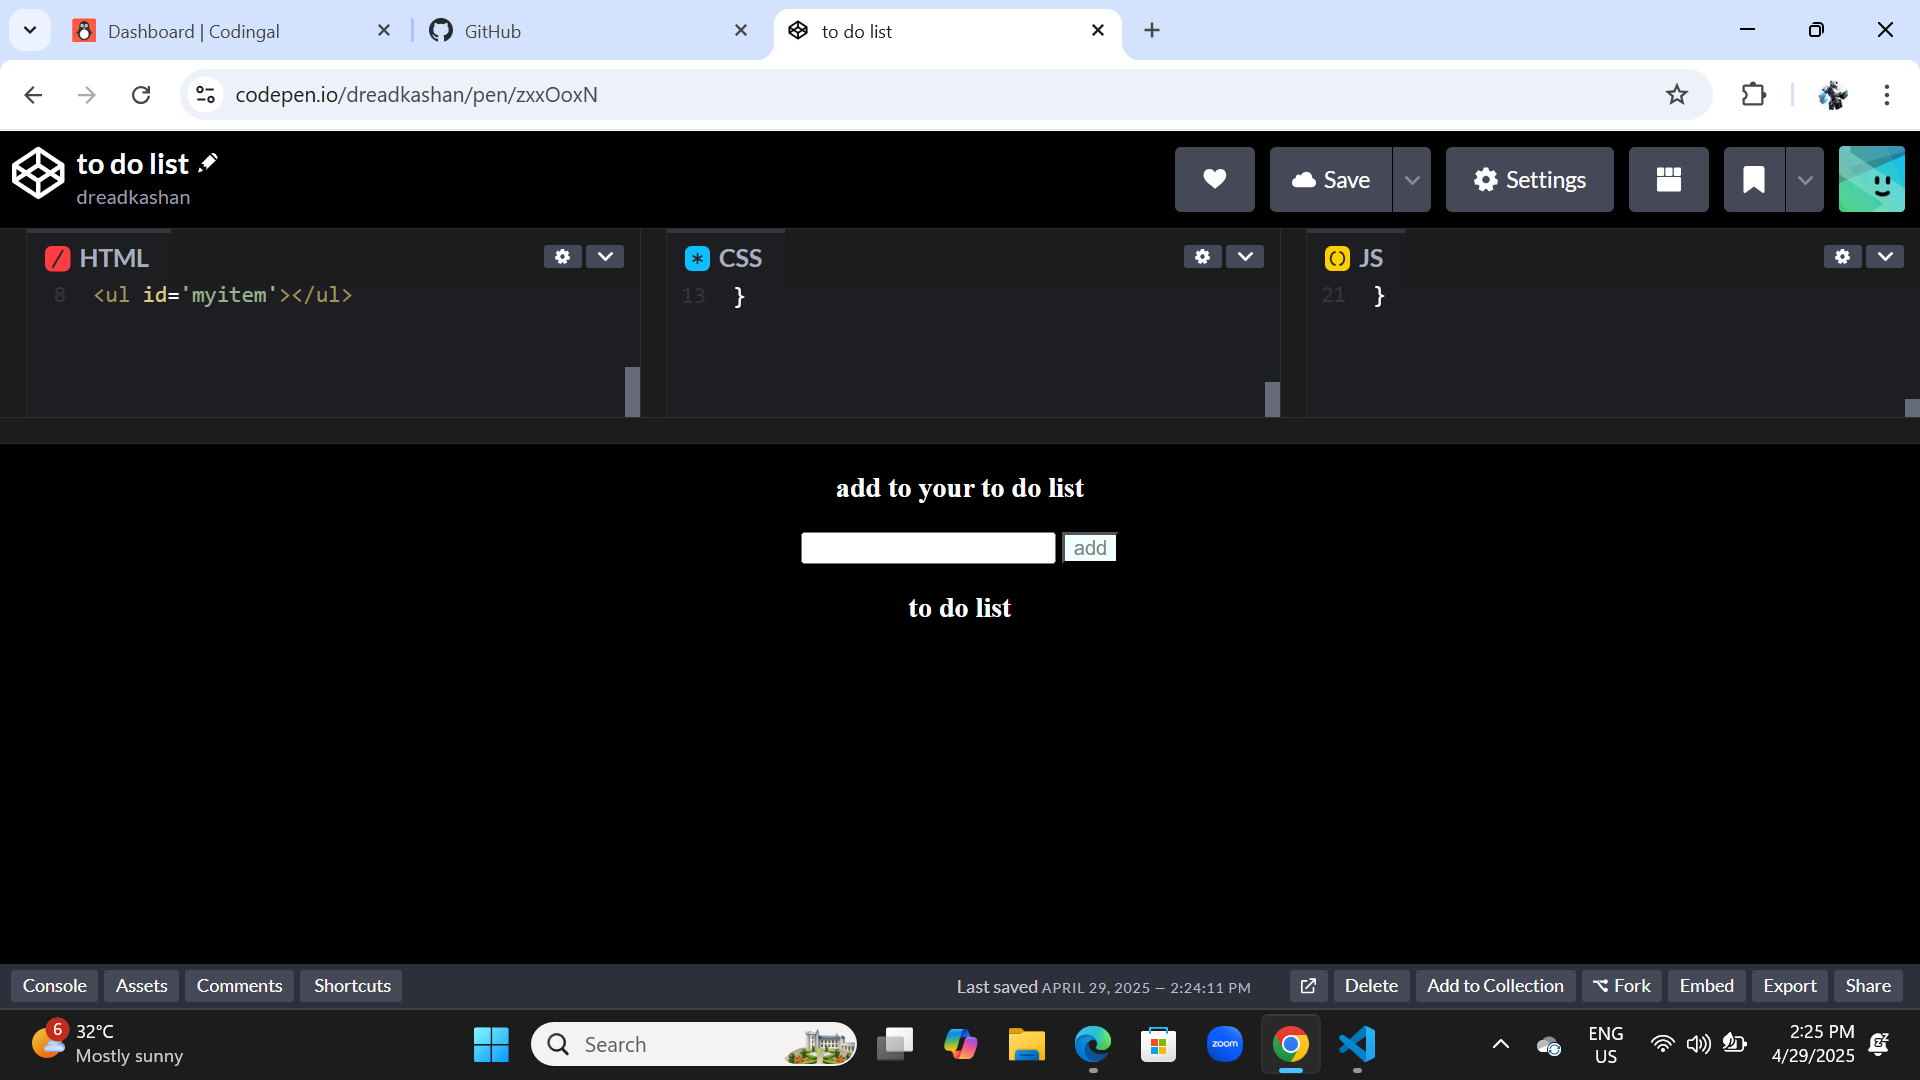 Dashboard | Codingal
GitHub
to do list
codepen.io/dreadkashan/pen/zxxOoxN
to do list
dreadkashan
Save
Settings
HTML
CSS
JS
8 <ul id='myitem'></ul>
13 }
21 }
add to your to do list
add
to do list
Console
Assets
Comments
Shortcuts
Last saved APRIL 29, 2025 — 2:24:11 PM
Delete
Add to Collection
Fork
Embed
Export
Share
6
32°C
Mostly sunny
Search
zoom
ENG
US
2:25 PM
4/29/2025